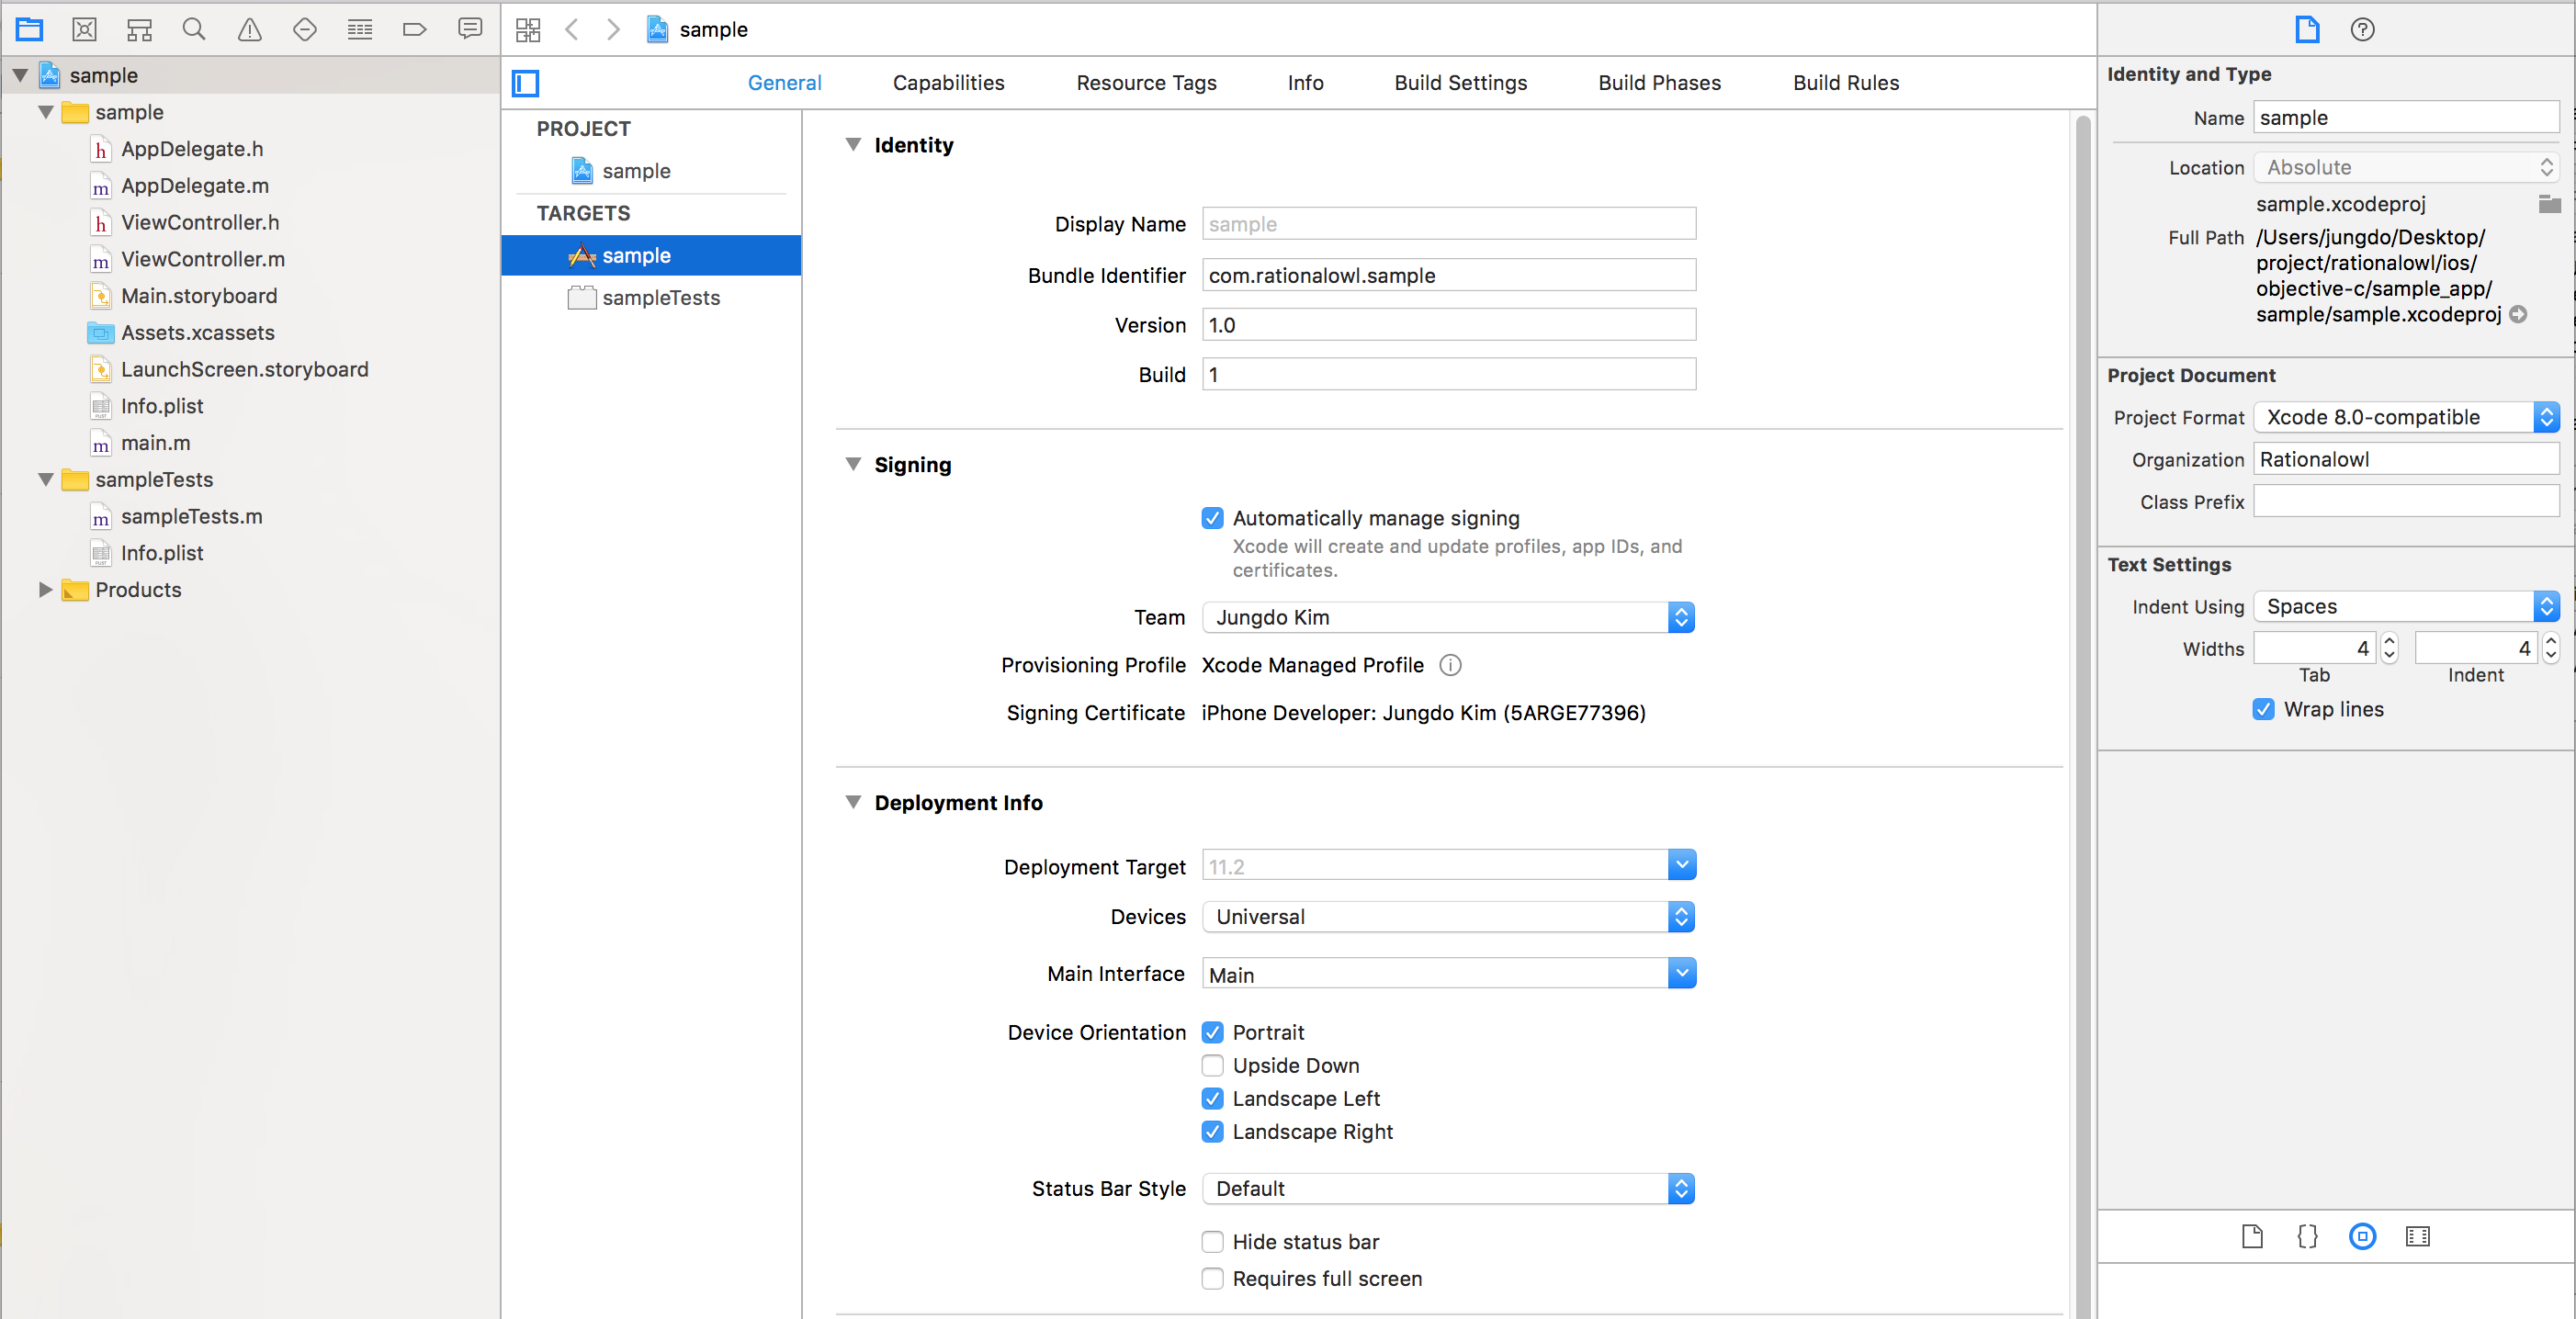 sample
sample
AppDelegate.h
AppDelegate.m
ViewController.h
ViewController.m
Main.storyboard
Assets.xcassets
LaunchScreen.storyboard
Info.plist
main.m
sampleTests
sampleTests.m
Info.plist
Products
sample
General Capabilities Resource Tags Info Build Settings Build Phases Build Rules
PROJECT
sample
TARGETS
sample
sampleTests
Identity
Display Name sample
Bundle Identifier com.rationalowl.sample
Version 1.0
Build 1
Signing
Automatically manage signing
Xcode will create and update profiles, app IDs, and
certificates.
Team Jungdo Kim
Provisioning Profile Xcode Managed Profile
Signing Certificate iPhone Developer: Jungdo Kim (5ARGE77396)
Deployment Info
Deployment Target 11.2
Devices Universal
Main Interface Main
Device Orientation Portrait
Upside Down
Landscape Left
Landscape Right
Status Bar Style Default
Hide status bar
Requires full screen
Identity and Type
Name sample
Location Absolute
sample.xcodeproj
Full Path /Users/jungdo/Desktop/
project/rationalowl/ios/
objective-c/sample_app/
sample/sample.xcodeproj
Project Document
Project Format Xcode 8.0-compatible
Organization Rationalowl
Class Prefix
Text Settings
Indent Using Spaces
Widths 4 4
Tab Indent
Wrap lines